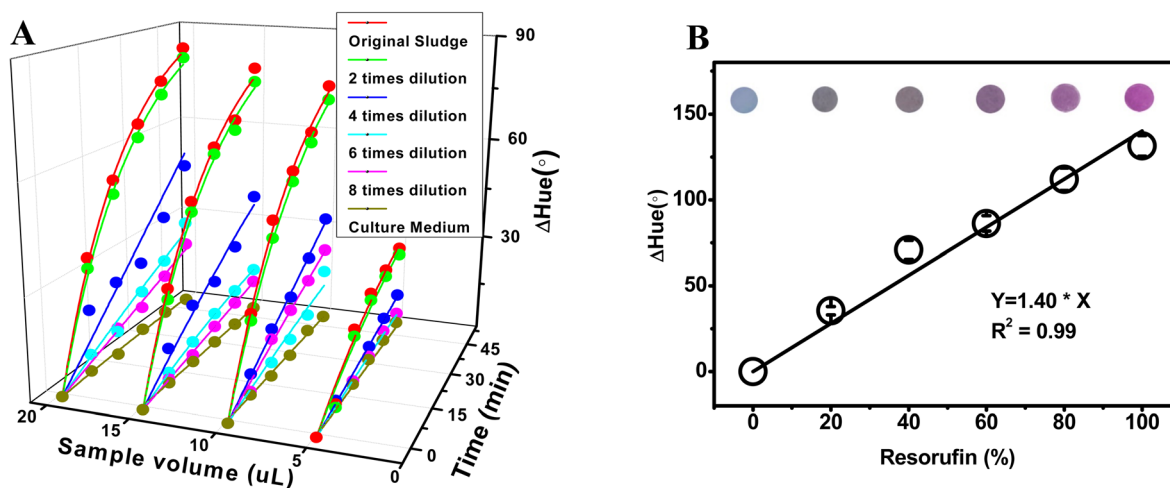 A
90
60
30
ΔHue(°)
Original Sludge
2 times dilution
4 times dilution
6 times dilution
8 times dilution
Culture Medium
45
30
15
0
Time (min)
20
15
10
5
0
Sample volume (uL)
B
150
100
50
0
ΔHue(°)
Y=1.40 * X
R² = 0.99
0 20 40 60 80 100
Resorufin (%)